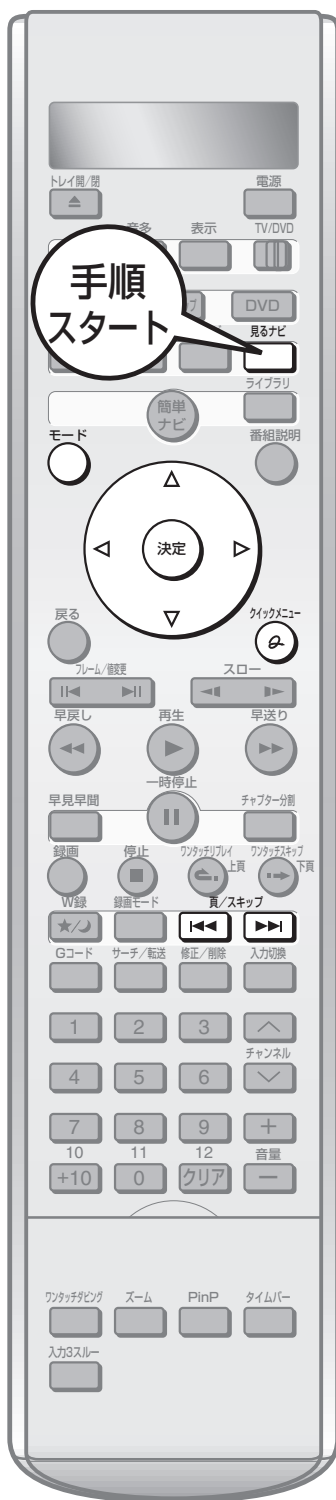 トレイ開/閉 電源
音多 表示 TV/DVD
手順
スタート
DVD
見るナビ
ライブラリ
簡単
ナビ
モード 番組説明
決定
戻る クイックメニュー
フレーム/値変更 スロー
早戻し 再生 早送り
一時停止
早見早聞 チャプター分割
録画 停止 ワンタッチリプレイ ワンタッチスキップ
上頁 下頁
W録 録画モード 頁/スキップ
★/
Gコード サーチ/転送 修正/削除 入力切換
1 2 3
チャンネル
4 5 6
7 8 9 +
10 11 12 音量
+10 0 クリア −
ワンタッチダビング ズーム PinP タイムバー
入力3スルー